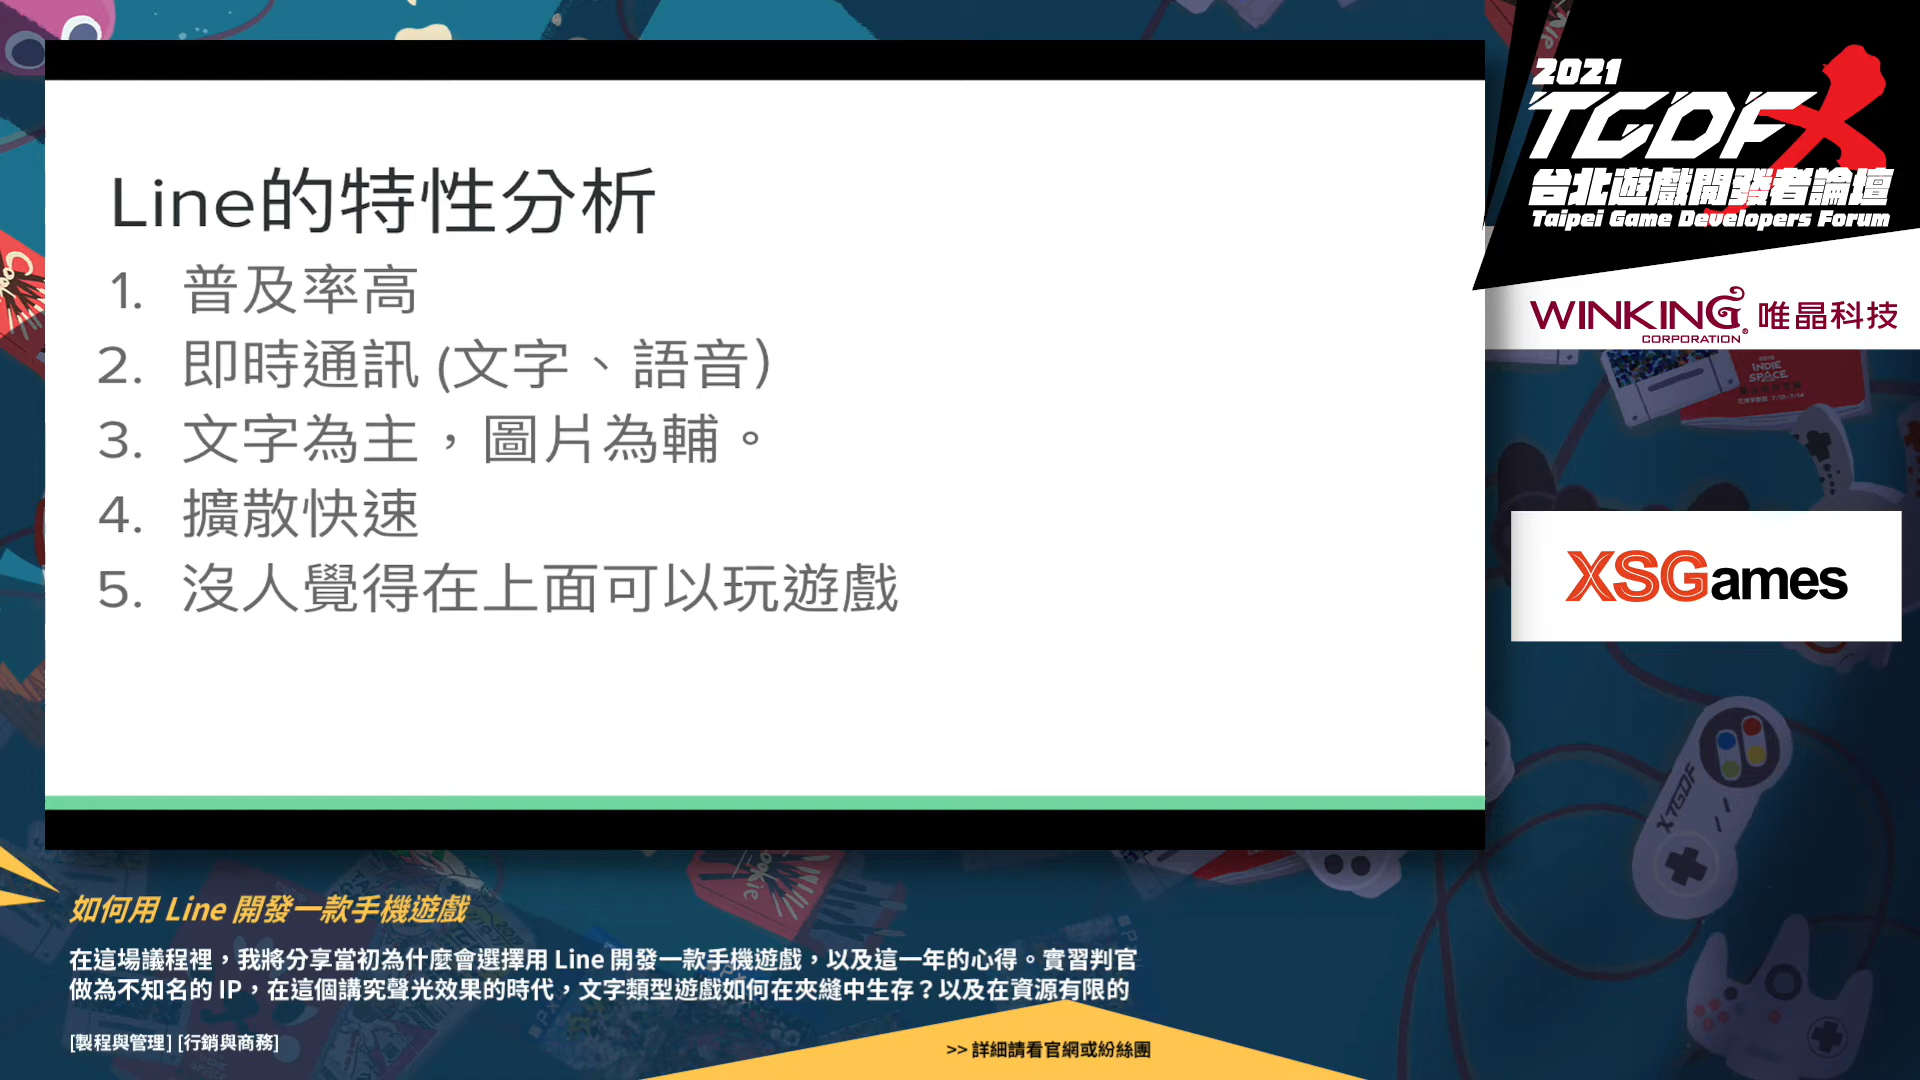 Line的特性分析
1. 普及率高
2. 即時通訊 (文字、語音）
3. 文字為主，圖片為輔。
4. 擴散快速
5. 沒人覺得在上面可以玩遊戲
2021
TGDF
台北遊戲開發者論壇
Taipei Game Developers Forum
WINKING 唯晶科技
CORPORATION
INDIE
SPACE
XSGames
XTGDF
如何用 Line 開發一款手機遊戲
在這場議程裡，我將分享當初為什麼會選擇用 Line 開發一款手機遊戲，以及這一年的心得。實習判官
做為不知名的 IP，在這個講究聲光效果的時代，文字類型遊戲如何在夾縫中生存？以及在資源有限的
[製程與管理] [行銷與商務]
>> 詳細請看官網或紛絲團